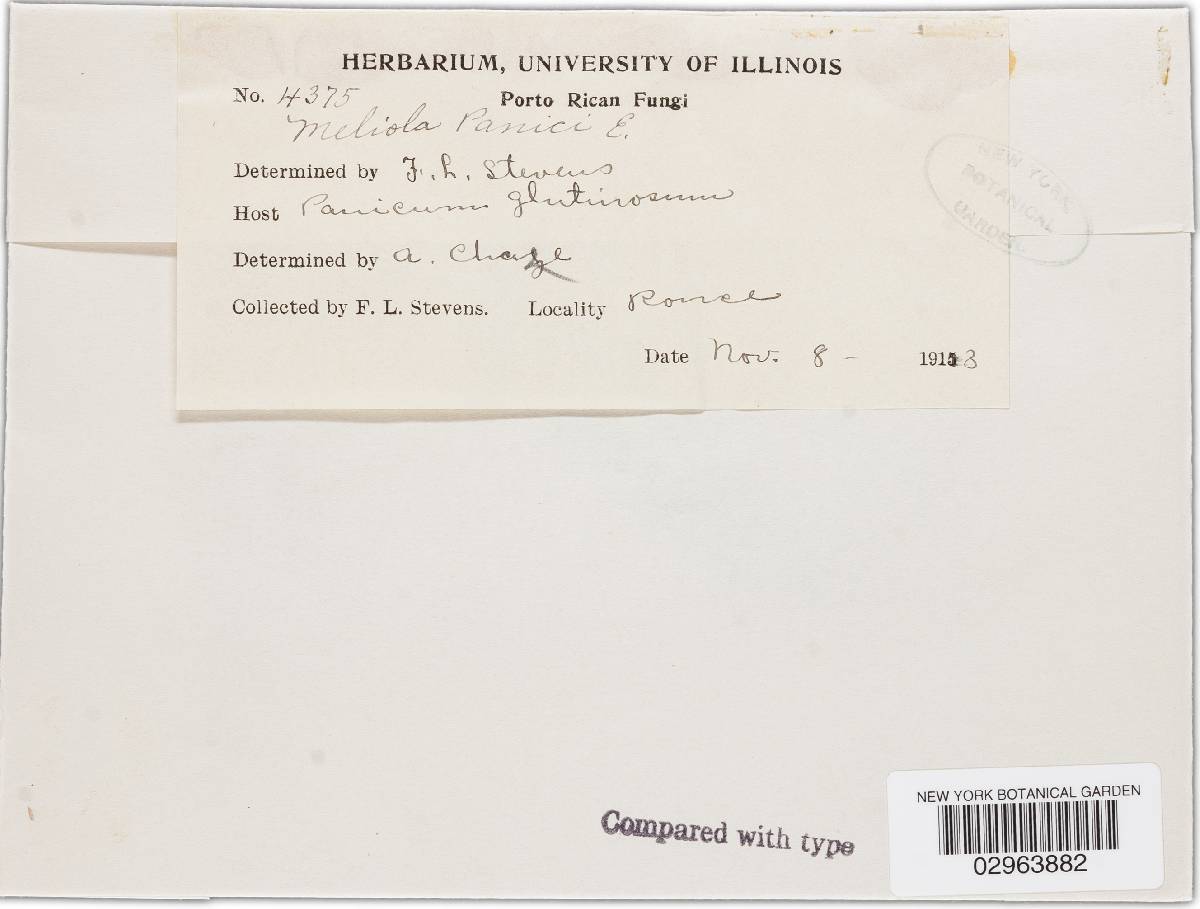 HERBARIUM, UNIVERSITY OF ILLINOIS
No. 4375 Porto Rican Fungi
Meliola Panici E.
Determined by F. L. Stevens
Host Panicum glutinosum
Determined by A. Chase
Collected by F. L. Stevens. Locality Ponce
Date Nov. 8 - 1913
NEW YORK
BOTANICAL
GARDEN
Compared with type
NEW YORK BOTANICAL GARDEN
02963882